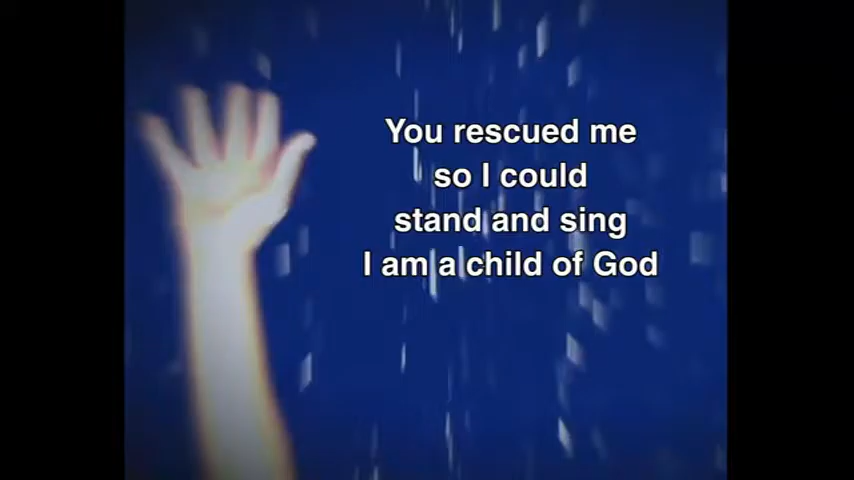 You rescued me
so I could
stand and sing
I am a child of God